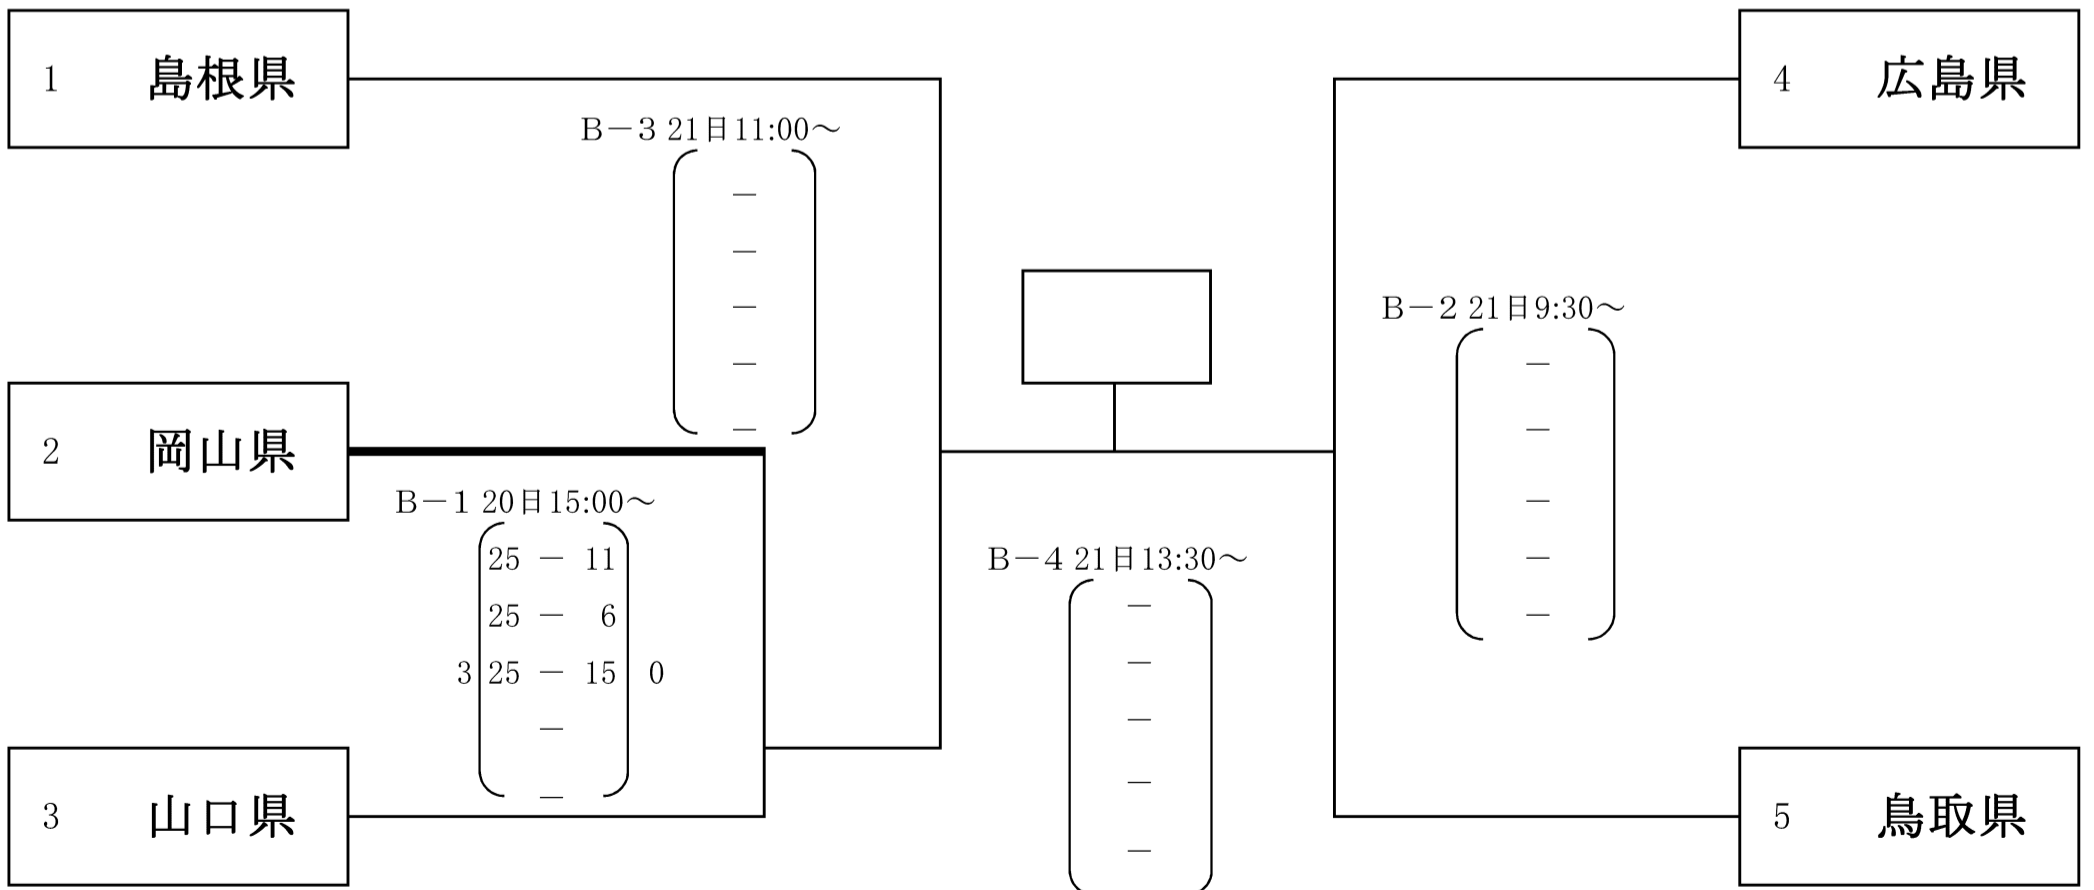 1 島根県
4 広島県
B－3 21日11:00～
－
－
－
－
－
B－2 21日9:30～
－
－
－
－
－
2 岡山県
B－1 20日15:00～
25 － 11
25 － 6
3 25 － 15 0
－
－
B－4 21日13:30～
－
－
－
－
－
3 山口県
5 鳥取県